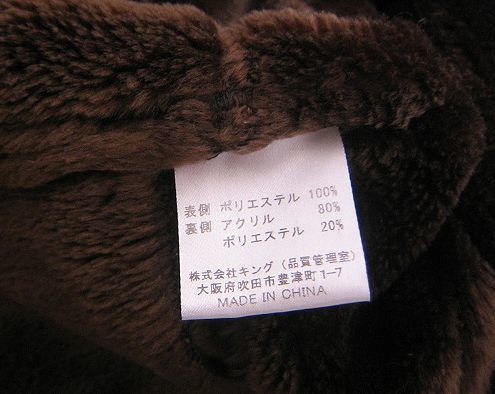 表側 ポリエステル 100%
裏側 アクリル 80%
ポリエステル 20%
株式会社キング (品質管理室)
大阪府吹田市豊津町1-7
MADE IN CHINA